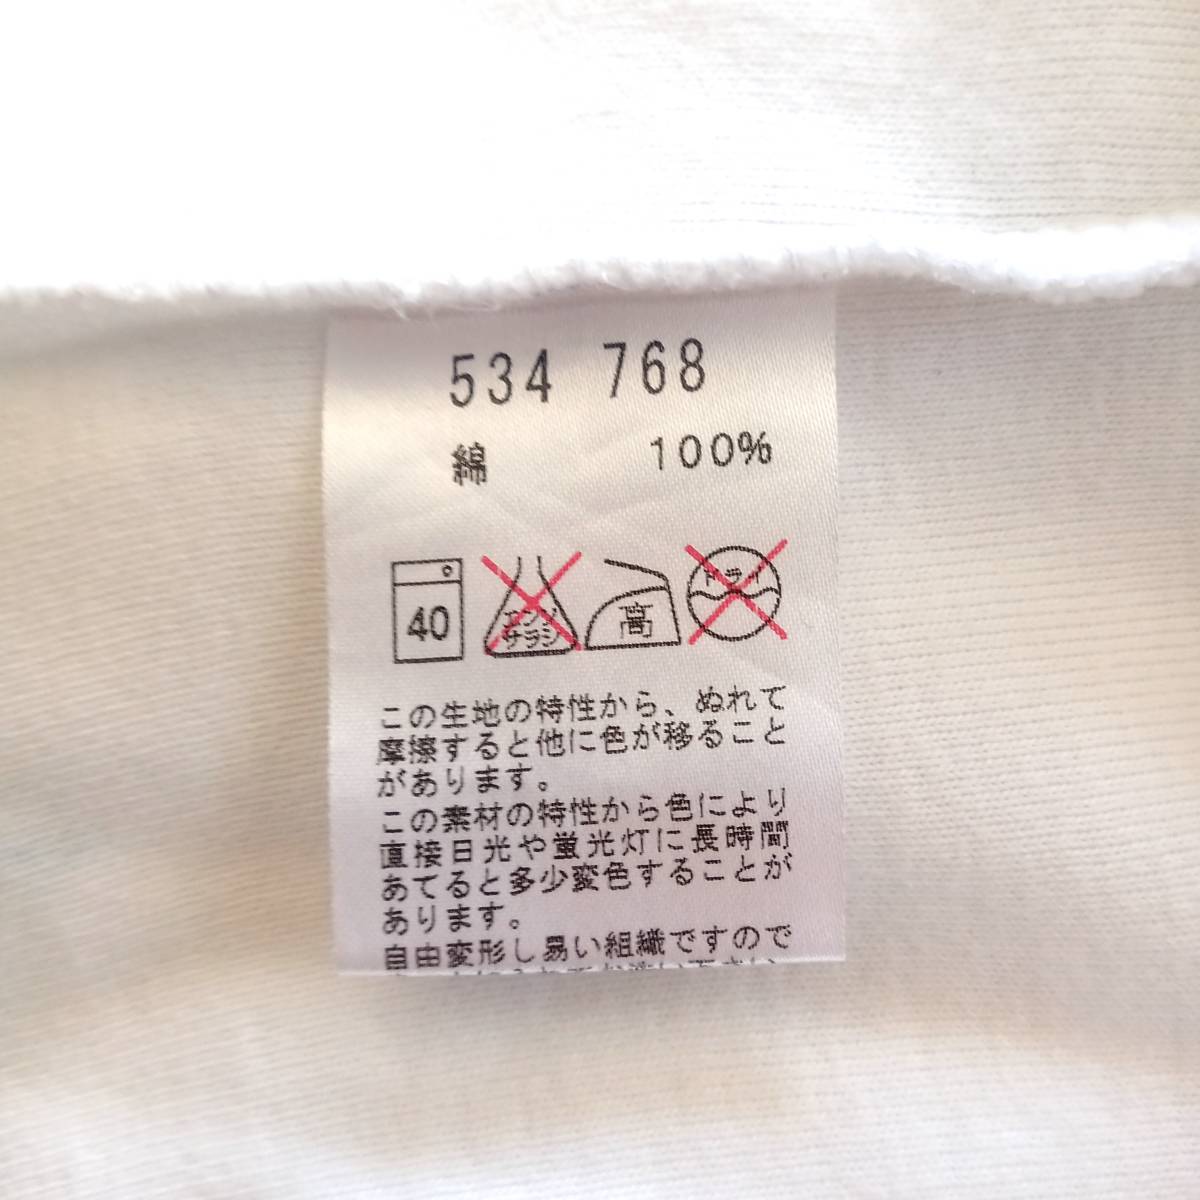 534 768
綿 100%
40 エンソ 高 ドライ
サラシ
この生地の特性から、ぬれて
摩擦すると他に色が移ること
があります。
この素材の特性から色により
直接日光や蛍光灯に長時間
あてると多少変色することが
あります。
自由変形し易い組織ですので